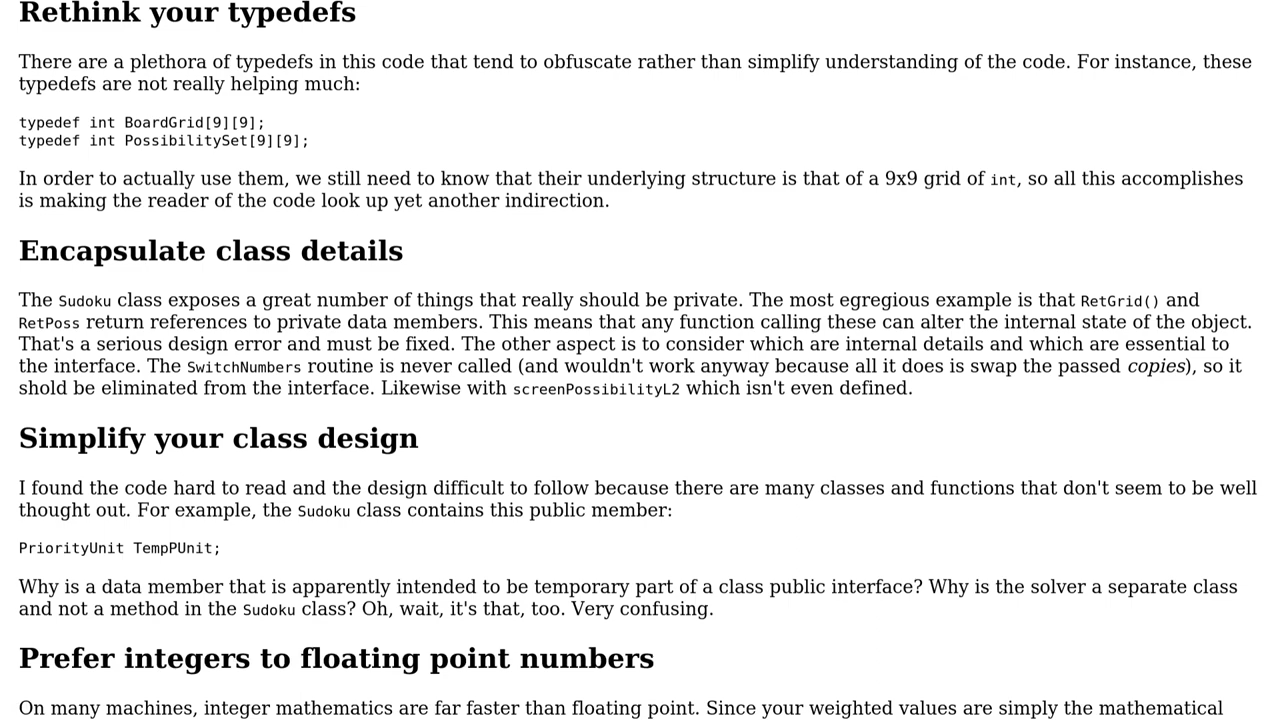 Rethink your typedefs
There are a plethora of typedefs in this code that tend to obfuscate rather than simplify understanding of the code. For instance, these
typedefs are not really helping much:
typedef int BoardGrid[9][9];
typedef int PossibilitySet[9][9];
In order to actually use them, we still need to know that their underlying structure is that of a 9x9 grid of int, so all this accomplishes
is making the reader of the code look up yet another indirection.
Encapsulate class details
The Sudoku class exposes a great number of things that really should be private. The most egregious example is that RetGrid() and
RetPoss return references to private data members. This means that any function calling these can alter the internal state of the object.
That's a serious design error and must be fixed. The other aspect is to consider which are internal details and which are essential to
the interface. The SwitchNumbers routine is never called (and wouldn't work anyway because all it does is swap the passed copies), so it
shold be eliminated from the interface. Likewise with screenPossibilityL2 which isn't even defined.
Simplify your class design
I found the code hard to read and the design difficult to follow because there are many classes and functions that don't seem to be well
thought out. For example, the Sudoku class contains this public member:
PriorityUnit TempPUnit;
Why is a data member that is apparently intended to be temporary part of a class public interface? Why is the solver a separate class
and not a method in the Sudoku class? Oh, wait, it's that, too. Very confusing.
Prefer integers to floating point numbers
On many machines, integer mathematics are far faster than floating point. Since your weighted values are simply the mathematical